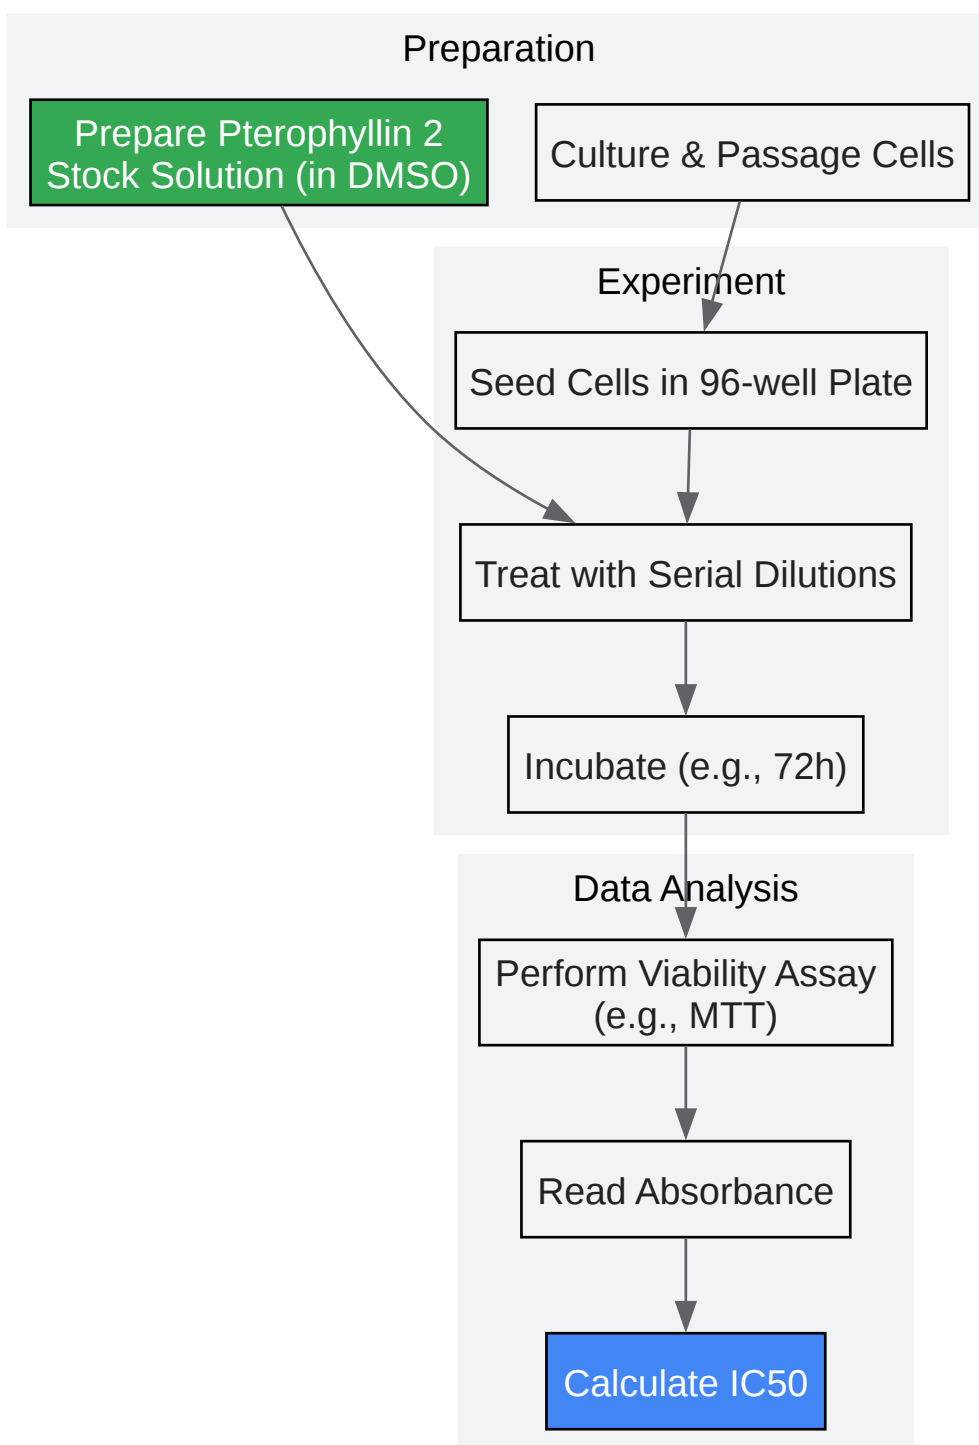 Preparation
Prepare Pterophyllin 2
Stock Solution (in DMSO)
Culture & Passage Cells
Experiment
Seed Cells in 96-well Plate
Treat with Serial Dilutions
Incubate (e.g., 72h)
Data Analysis
Perform Viability Assay
(e.g., MTT)
Read Absorbance
Calculate IC50